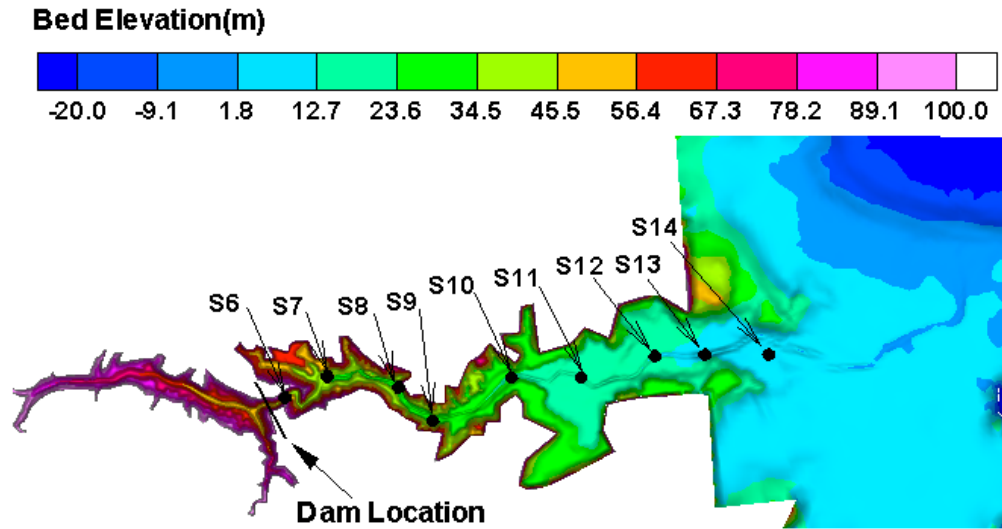 Bed Elevation(m)
-20.0 -9.1 1.8 12.7 23.6 34.5 45.5 56.4 67.3 78.2 89.1 100.0
S14
S12 S13
S11
S10
S9
S8
S7
S6
Dam Location